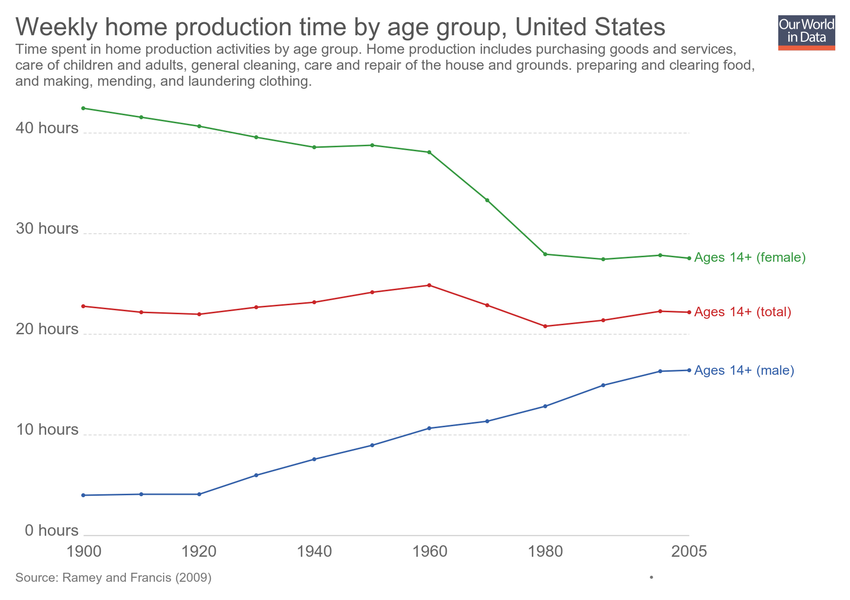 Weekly home production time by age group, United States
Our World
in Data
Time spent in home production activities by age group. Home production includes purchasing goods and services,
care of children and adults, general cleaning, care and repair of the house and grounds. preparing and clearing food,
and making, mending, and laundering clothing.
40 hours
30 hours
Ages 14+ (female)
Ages 14+ (total)
20 hours
Ages 14+ (male)
10 hours
0 hours
1900 1920 1940 1960 1980 2005
Source: Ramey and Francis (2009)